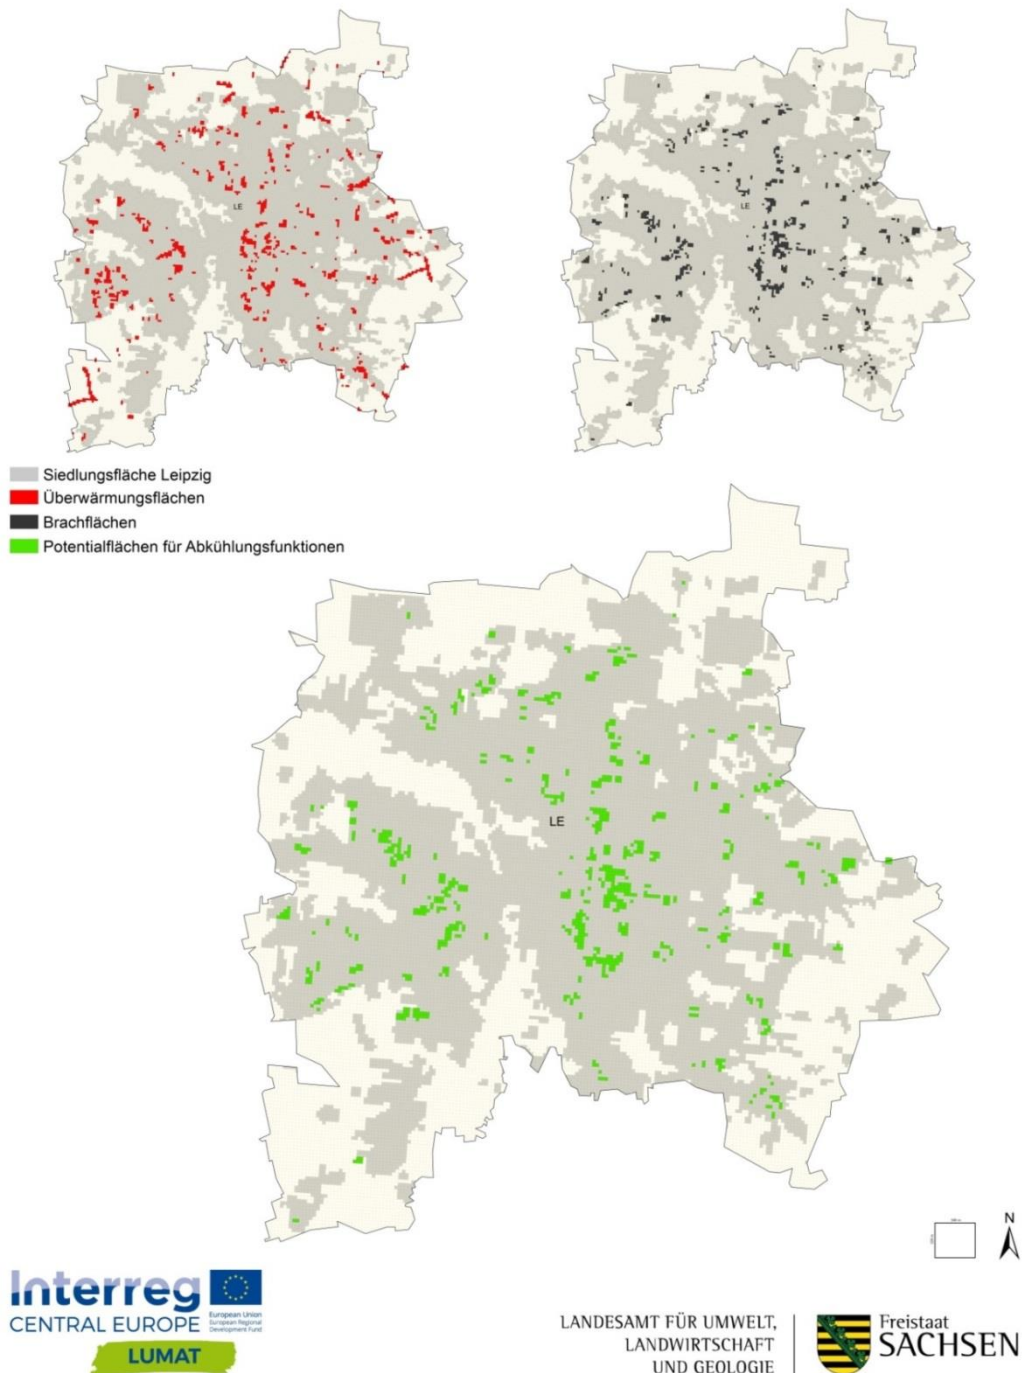 LE
LE
Siedlungsfläche Leipzig
Überwärmungsflächen
Brachflächen
Potentialflächen für Abkühlungsfunktionen
LE
N
Interreg
CENTRAL EUROPE
European Union
European Regional
Development Fund
LUMAT
LANDESAMT FÜR UMWELT,
LANDWIRTSCHAFT
UND GEOLOGIE
Freistaat
SACHSEN